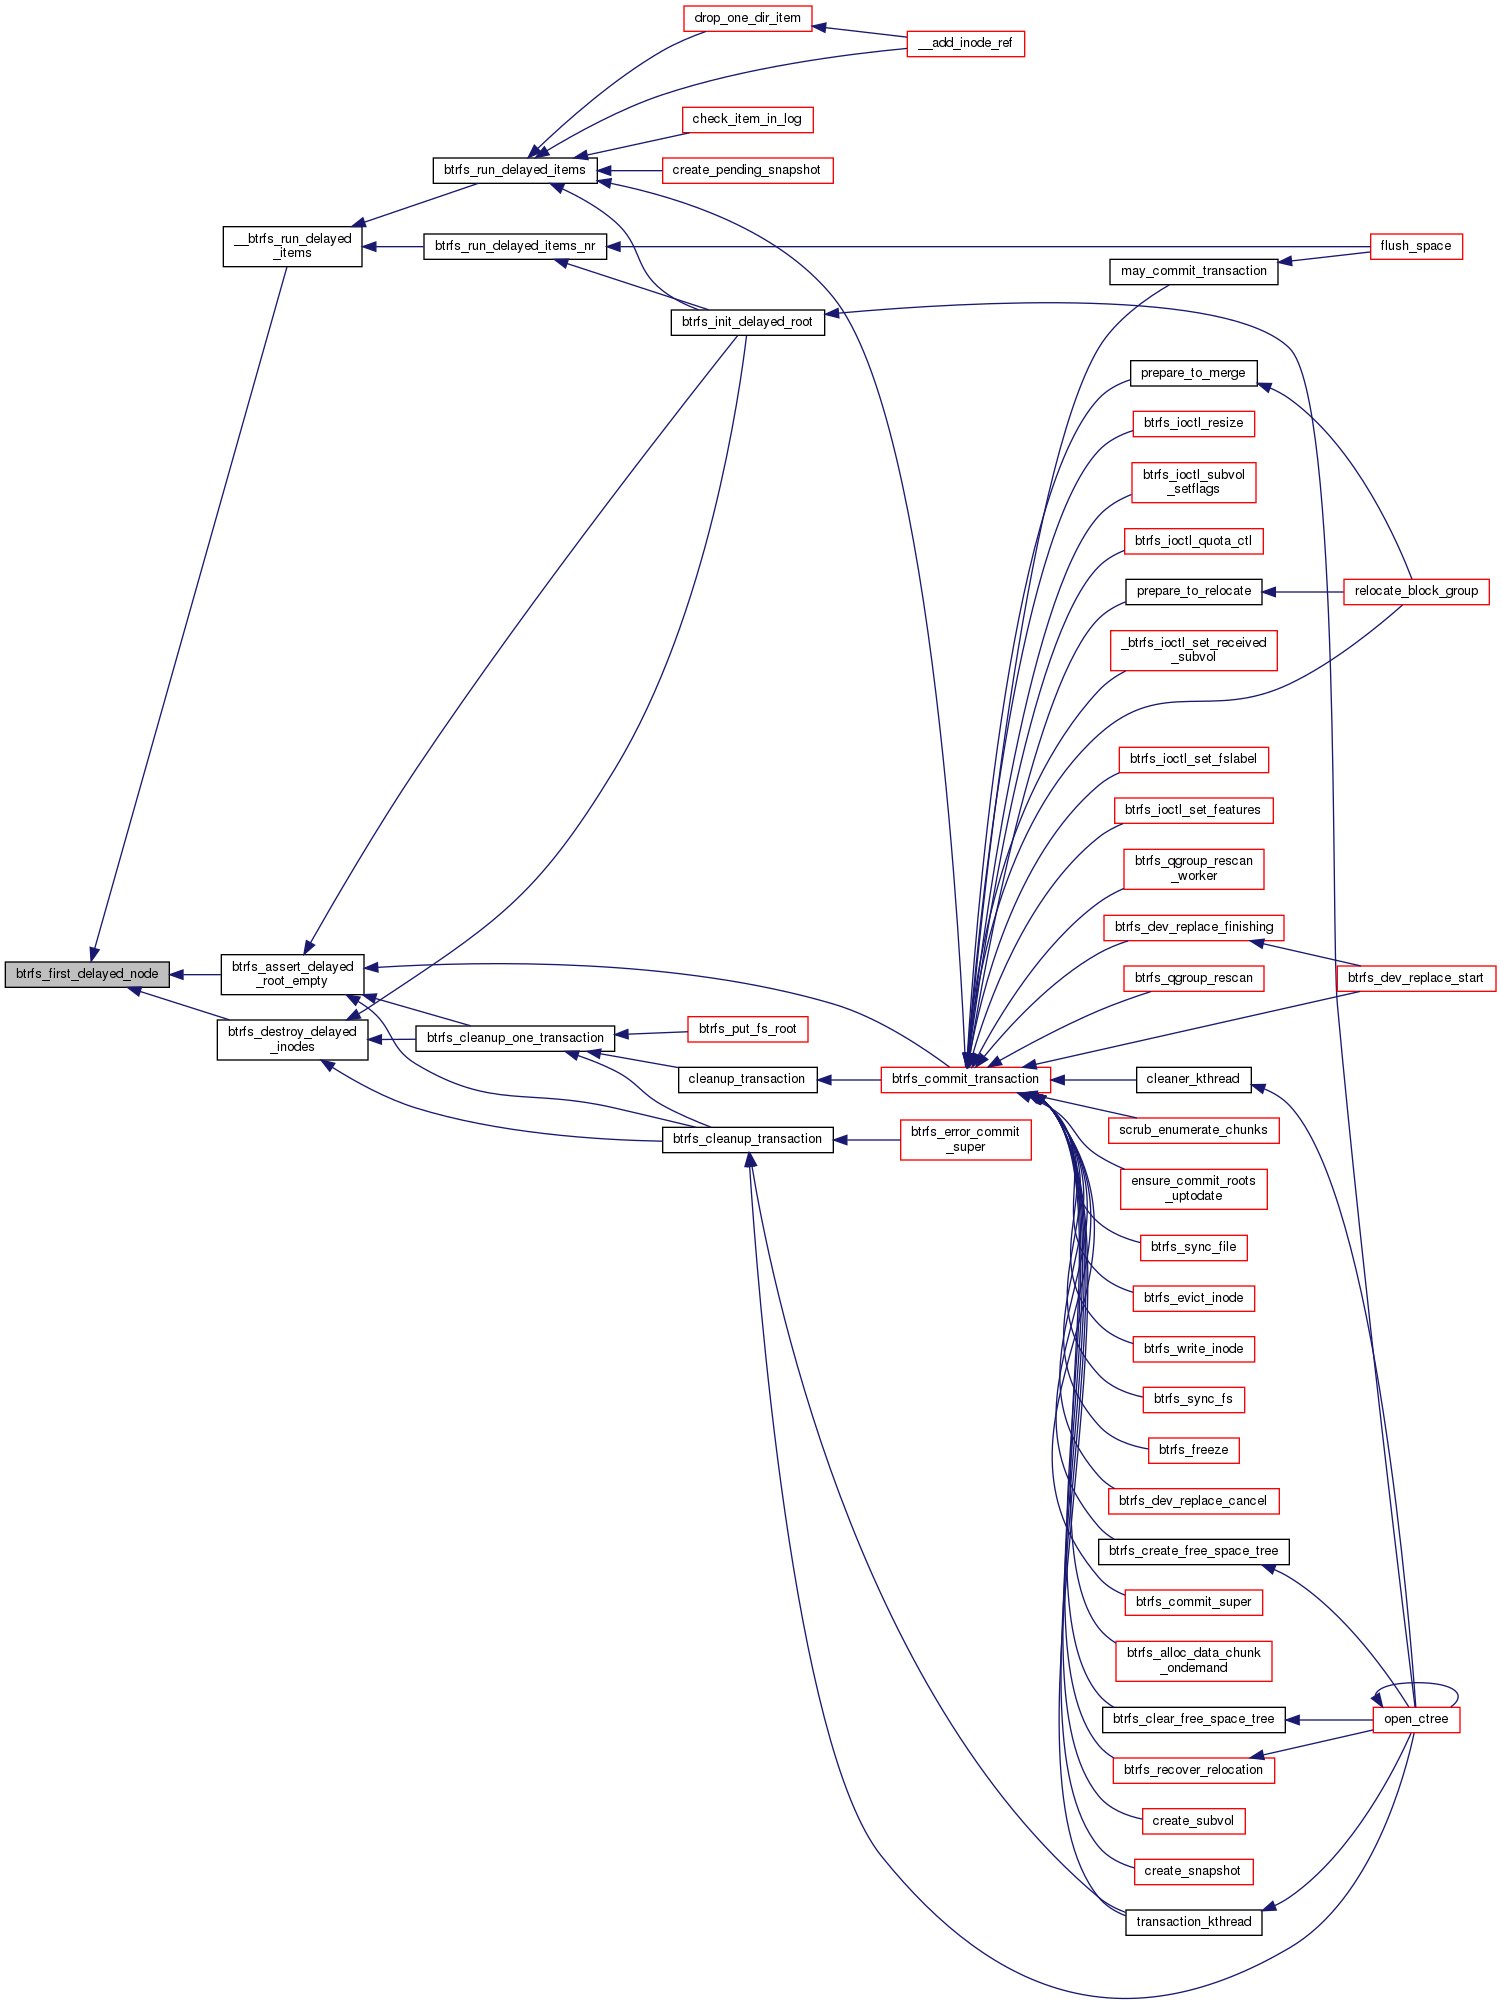 drop_one_dir_item
__add_inode_ref
check_item_in_log
btrfs_run_delayed_items
create_pending_snapshot
__btrfs_run_delayed
_items
btrfs_run_delayed_items_nr
flush_space
may_commit_transaction
btrfs_init_delayed_root
prepare_to_merge
btrfs_ioctl_resize
btrfs_ioctl_subvol
_setflags
btrfs_ioctl_quota_ctl
prepare_to_relocate
relocate_block_group
_btrfs_ioctl_set_received
_subvol
btrfs_ioctl_set_fslabel
btrfs_ioctl_set_features
btrfs_qgroup_rescan
_worker
btrfs_dev_replace_finishing
btrfs_first_delayed_node
btrfs_assert_delayed
_root_empty
btrfs_qgroup_rescan
btrfs_dev_replace_start
btrfs_destroy_delayed
_inodes
btrfs_cleanup_one_transaction
btrfs_put_fs_root
cleanup_transaction
btrfs_commit_transaction
cleaner_kthread
btrfs_cleanup_transaction
btrfs_error_commit
_super
scrub_enumerate_chunks
ensure_commit_roots
_uptodate
btrfs_sync_file
btrfs_evict_inode
btrfs_write_inode
btrfs_sync_fs
btrfs_freeze
btrfs_dev_replace_cancel
btrfs_create_free_space_tree
btrfs_commit_super
btrfs_alloc_data_chunk
_ondemand
btrfs_clear_free_space_tree
open_ctree
btrfs_recover_relocation
create_subvol
create_snapshot
transaction_kthread